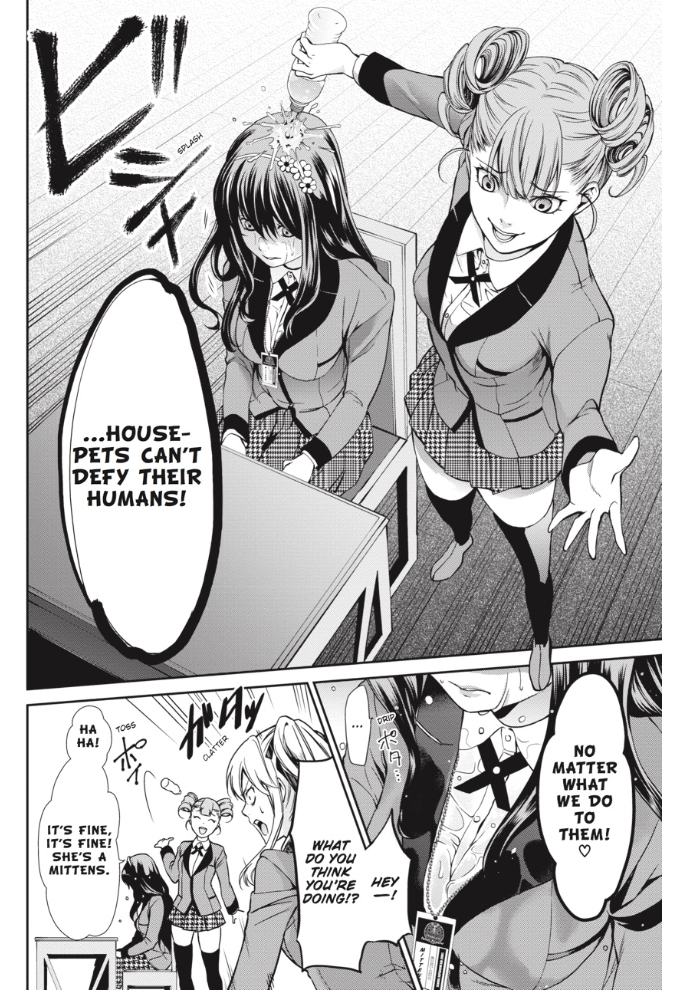 ビシャ
SPLASH
...HOUSE-
PETS CAN'T
DEFY THEIR
HUMANS!
NO
MATTER
WHAT
WE DO
TO
THEM!
♡
...
DRIP
ポタ...
HEY
—!
WHAT
DO YOU
THINK
YOU'RE
DOING!?
ガタッ
CLATTER
TOSS
ポイ
HA
HA!
IT'S FINE,
IT'S FINE!
SHE'S A
MITTENS.